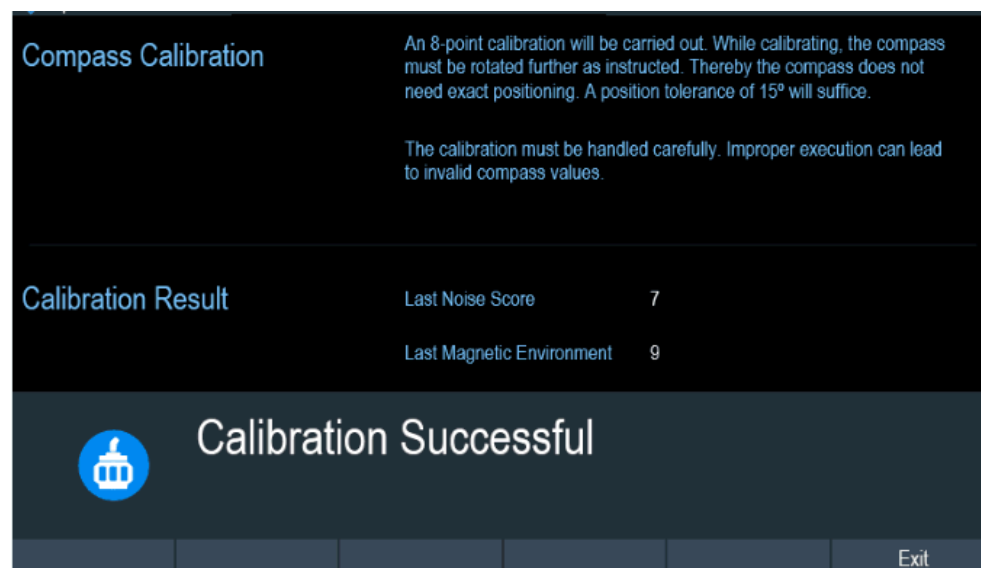 Compass Calibration
An 8-point calibration will be carried out. While calibrating, the compass
must be rotated further as instructed. Thereby the compass does not
need exact positioning. A position tolerance of 15º will suffice.
The calibration must be handled carefully. Improper execution can lead
to invalid compass values.
Calibration Result
Last Noise Score 7
Last Magnetic Environment 9
Calibration Successful
Exit